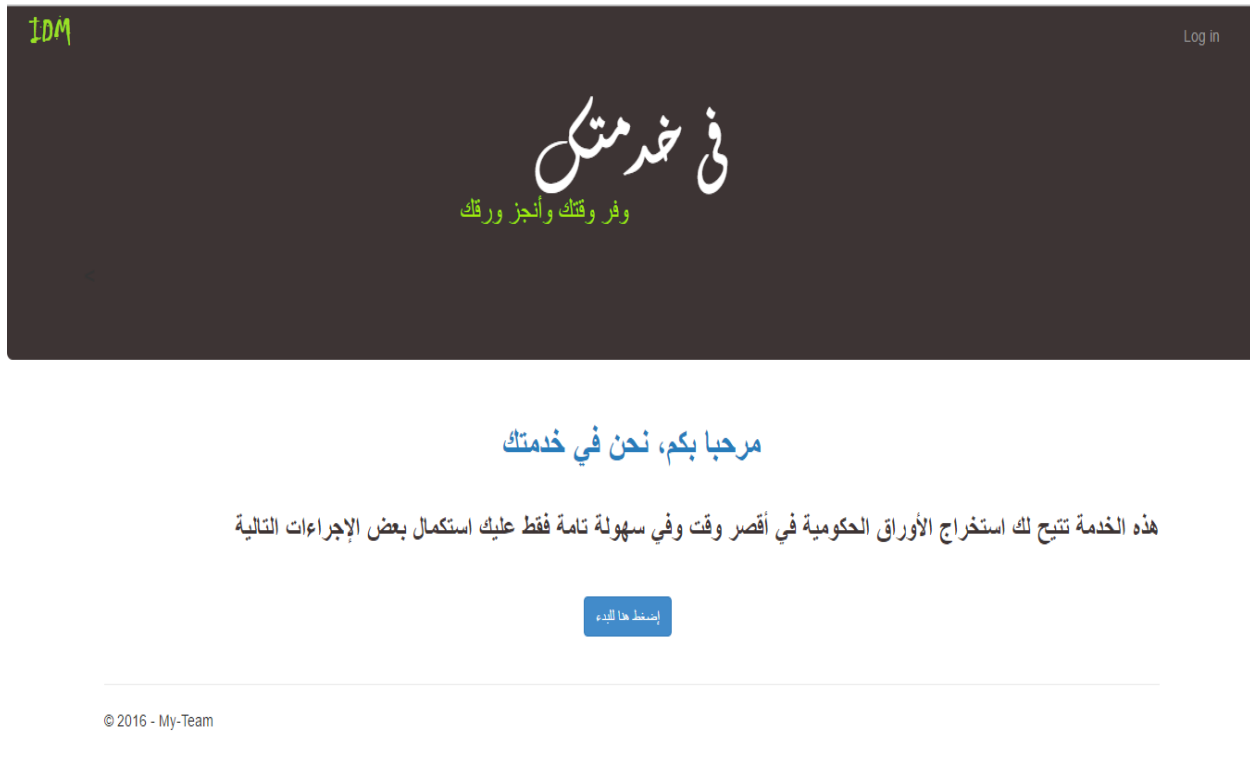 IDM
Log in
فى خدمتك
وفر وقتك وأنجز ورقك
>
مرحبا بكم، نحن في خدمتك
هذه الخدمة تتيح لك استخراج الأوراق الحكومية في أقصر وقت وفي سهولة تامة فقط عليك استكمال بعض الإجراءات التالية
إضغط هنا للبدء
© 2016 - My-Team